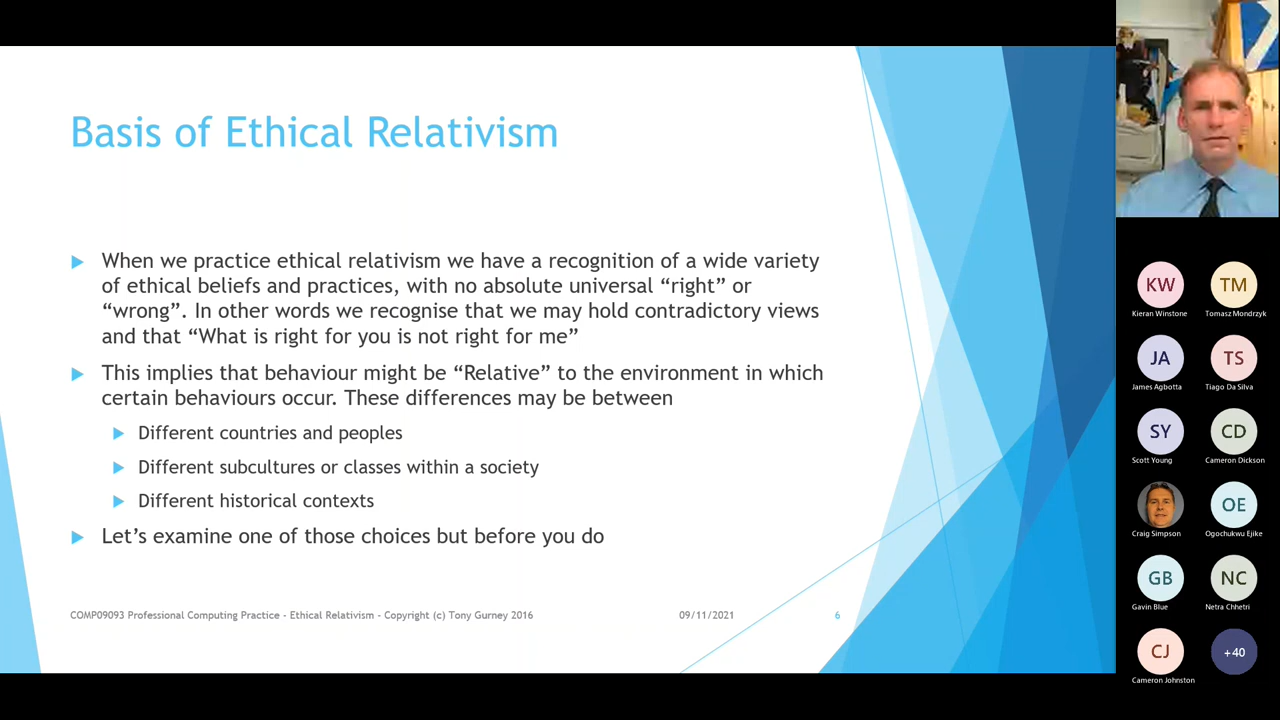 Basis of Ethical Relativism
When we practice ethical relativism we have a recognition of a wide variety
of ethical beliefs and practices, with no absolute universal “right” or
“wrong”. In other words we recognise that we may hold contradictory views
and that “What is right for you is not right for me”
This implies that behaviour might be “Relative” to the environment in which
certain behaviours occur. These differences may be between
Different countries and peoples
Different subcultures or classes within a society
Different historical contexts
Let’s examine one of those choices but before you do
COMP09093 Professional Computing Practice - Ethical Relativism - Copyright (c) Tony Gurney 2016
09/11/2021
6
KW
TM
Kieran Winstone
Tomasz Mondrzyk
JA
TS
James Agbotta
Tiago Da Silva
SY
CD
Scott Young
Cameron Dickson
OE
Craig Simpson
Ogochukwu Ejike
GB
NC
Gavin Blue
Netra Chhetri
CJ
+40
Cameron Johnston